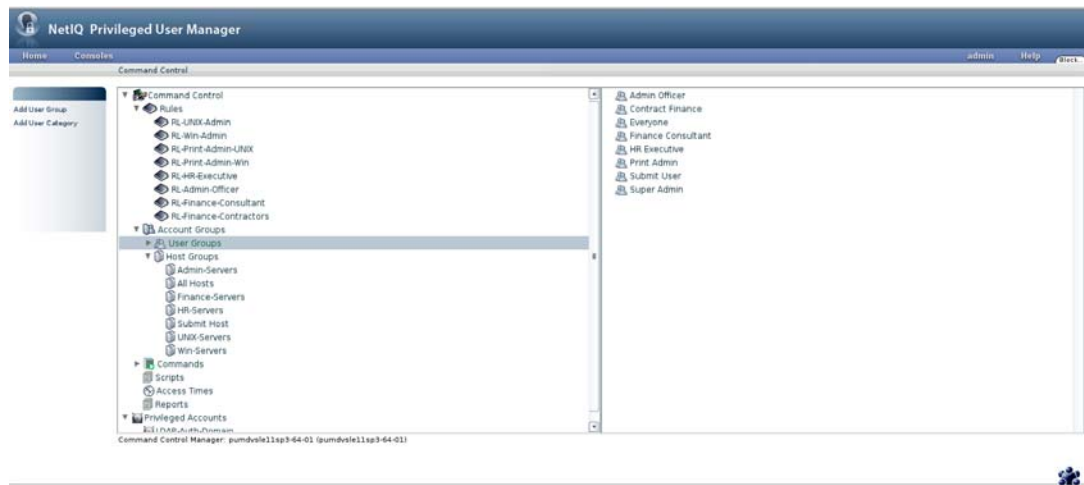 NetIQ Privileged User Manager
Home Consoles admin Help Black
Command Control
Add User Group
Add User Category
Command Control
Rules
RL-UNIX-Admin
RL-Win-Admin
RL-Print-Admin-UNIX
RL-Print-Admin-Win
RL-HR-Executive
RL-Admin-Officer
RL-Finance-Consultant
RL-Finance-Contractors
Account Groups
User Groups
Host Groups
Admin-Servers
All Hosts
Finance-Servers
HR-Servers
Submit Host
UNIX-Servers
Win-Servers
Commands
Scripts
Access Times
Reports
Privileged Accounts
LDAP-Auth-Domain
Admin Officer
Contract Finance
Everyone
Finance Consultant
HR Executive
Print Admin
Submit User
Super Admin
Command Control Manager: pumdvsle11sp3-64-01 (pumdvsle11sp3-64-01)